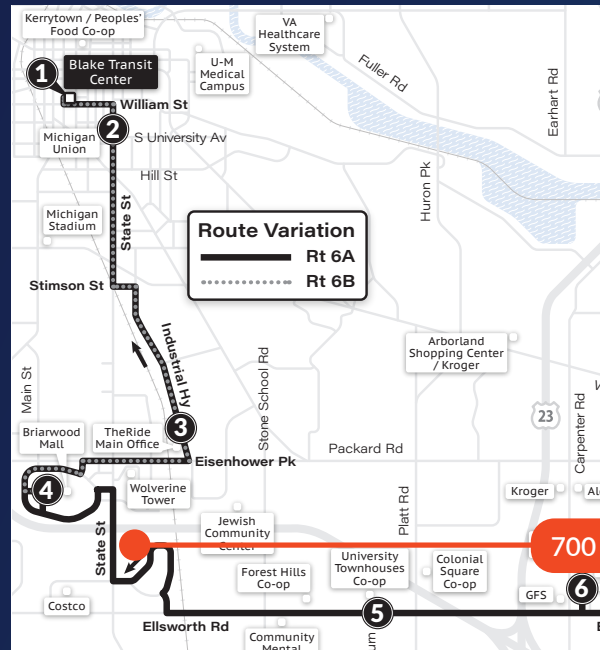 Kerrytown / Peoples'
Food Co-op
VA
Healthcare
System
1
Blake Transit
Center
U-M
Medical
Campus
Fuller Rd
Earhart Rd
William St
2
Michigan
Union
S University Av
Hill St
Huron Pk
State St
Michigan
Stadium
Route Variation
Rt 6A
Rt 6B
Stimson St
Industrial Hy
Arborland
Shopping Center
/ Kroger
Main St
Stone School Rd
23
Carpenter Rd
3
Briarwood
Mall
TheRide
Main Office
Packard Rd
Eisenhower Pk
4
Wolverine
Tower
Platt Rd
Kroger
State St
Jewish
Community
Center
700
University
Townhouses
Co-op
Colonial
Square
Co-op
Forest Hills
Co-op
GFS
6
Costco
5
Ellsworth Rd
Community
Mental